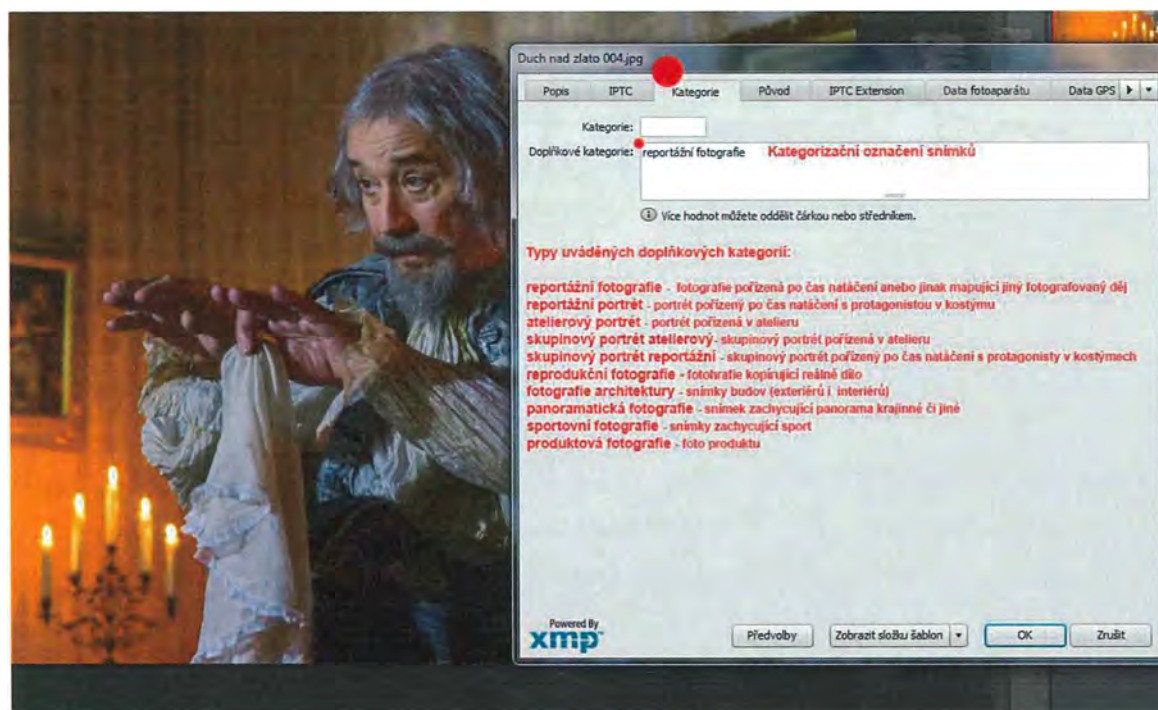 Duch nad zlato 004.jpg
Popis IPTC Kategorie Původ IPTC Extension Data fotoaparátu Data GPS
Kategorie:
Doplňkové kategorie: reportážní fotografie Kategorizační označení snímků
Více hodnot můžete oddělit čárkou nebo středníkem.
Typy uváděných doplňkových kategorií:
reportážní fotografie - fotografie pořízená po čas natáčení anebo jinak mapující jiný fotografovaný děj
reportážní portrét - portrét pořízený po čas natáčení s protagonistou v kostýmu
atelierový portrét - portrét pořízená v atelieru
skupinový portrét atelierový - skupinový portrét pořízená v atelieru
skupinový portrét reportážní - skupinový portrét pořízený po čas natáčení s protagonisty v kostýmech
reprodukční fotografie - fotohrafie kopírující reálné dílo
fotografie architektury - snímky budov (exteriérů i interiérů)
panoramatická fotografie - snímek zachycující panorama krajinné či jiné
sportovní fotografie - snímky zachycující sport
produktová fotografie - foto produktu
Powered By
xmp
Předvolby Zobrazit složku šablon OK Zrušit